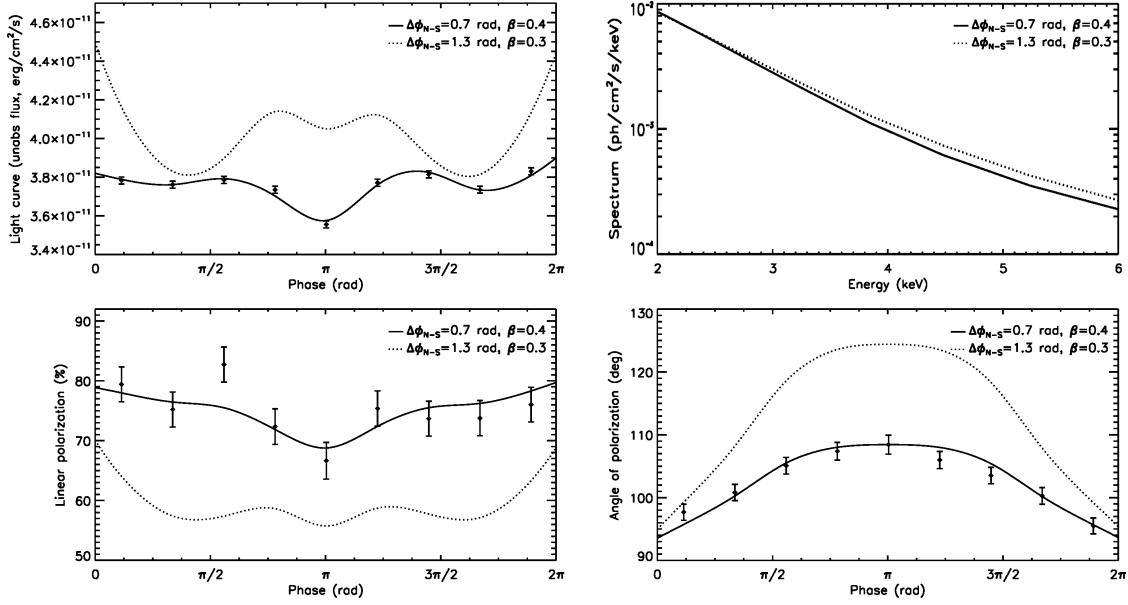 Light curve (unabs flux, erg/cm²/s)
4.6×10⁻¹¹
4.4×10⁻¹¹
4.2×10⁻¹¹
4.0×10⁻¹¹
3.8×10⁻¹¹
3.6×10⁻¹¹
3.4×10⁻¹¹
Δϕ_N-S=0.7 rad, β=0.4
Δϕ_N-S=1.3 rad, β=0.3
0 π/2 π 3π/2 2π
Phase (rad)
Spectrum (ph/cm²/s/keV)
10⁻²
10⁻³
10⁻⁴
Δϕ_N-S=0.7 rad, β=0.4
Δϕ_N-S=1.3 rad, β=0.3
2 3 4 5 6
Energy (keV)
Linear polarization (%)
90
80
70
60
50
Δϕ_N-S=0.7 rad, β=0.4
Δϕ_N-S=1.3 rad, β=0.3
0 π/2 π 3π/2 2π
Phase (rad)
Angle of polarization (deg)
130
120
110
100
90
Δϕ_N-S=0.7 rad, β=0.4
Δϕ_N-S=1.3 rad, β=0.3
0 π/2 π 3π/2 2π
Phase (rad)